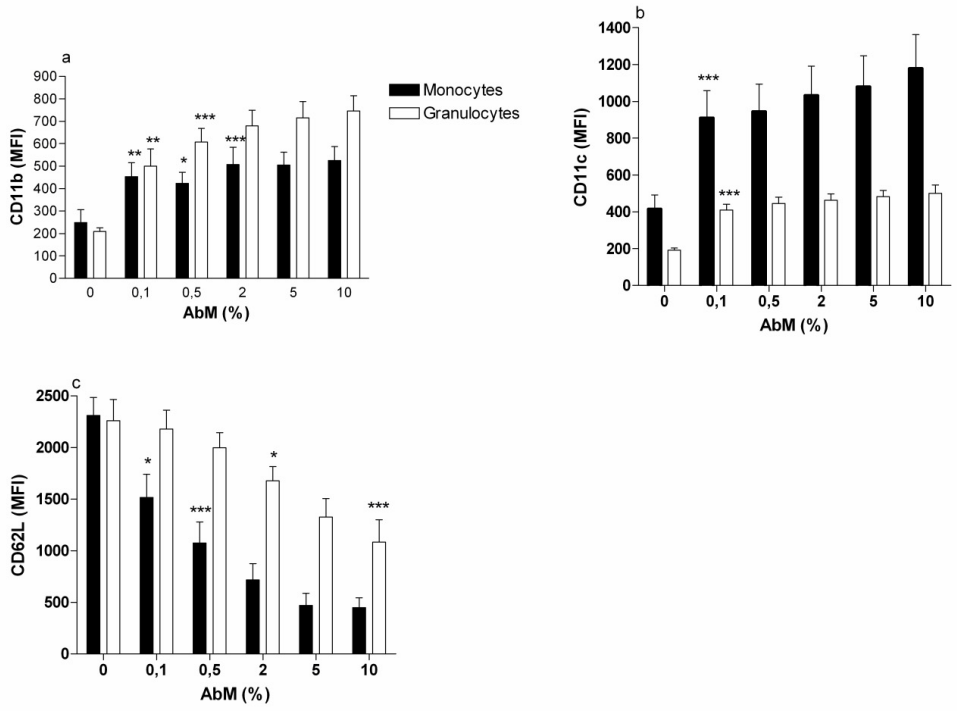 a
900
800
700
600
500
400
300
200
100
0
CD11b (MFI)
** ** * *** ***
0 0,1 0,5 2 5 10
AbM (%)
Monocytes
Granulocytes
b
1400
1200
1000
800
600
400
200
0
CD11c (MFI)
*** ***
0 0,1 0,5 2 5 10
AbM (%)
c
2500
2000
1500
1000
500
0
CD62L (MFI)
* *** * ***
0 0,1 0,5 2 5 10
AbM (%)